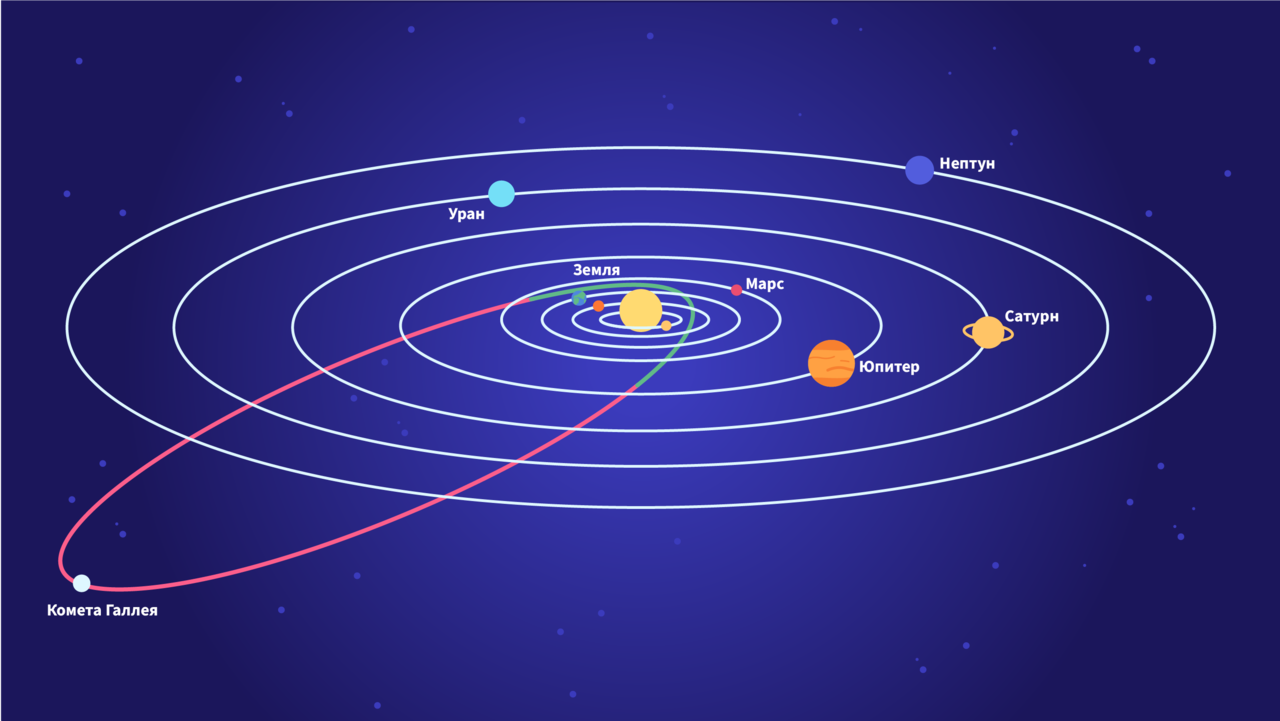 Нептун
Уран
Земля
Марс
Сатурн
Юпитер
Комета Галлея